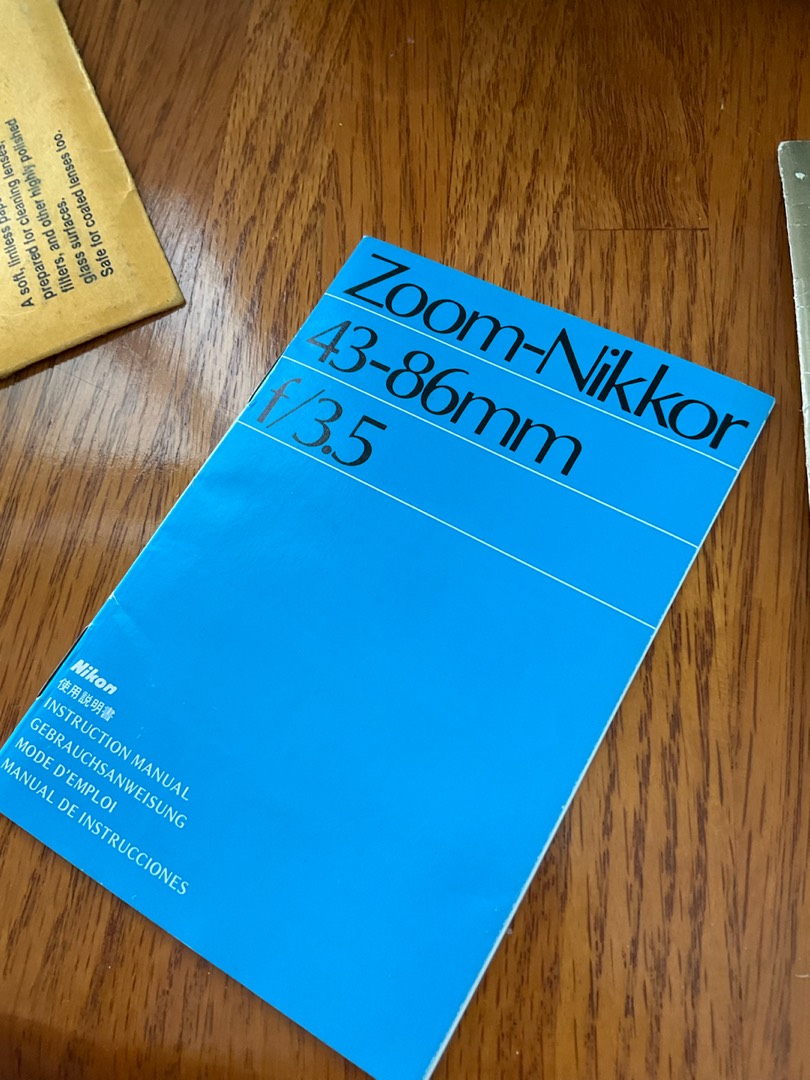 A soft, lintless
prepared for cleaning lenses,
filters, and other highly polished
glass surfaces.
Safe for coated lenses too.
Zoom-Nikkor
43-86mm
f/3.5
Nikon
使用説明書
INSTRUCTION MANUAL
GEBRAUCHSANWEISUNG
MODE D'EMPLOI
MANUAL DE INSTRUCCIONES